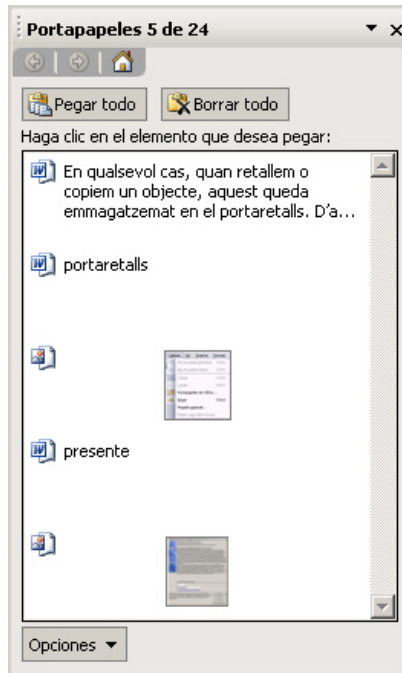 Portapapeles 5 de 24
Pegar todo Borrar todo
Haga clic en el elemento que desea pegar:
En qualsevol cas, quan retallem o
copiem un objecte, aquest queda
emmagatzemat en el portaretalls. D'a...
portaretalls
presente
Opciones